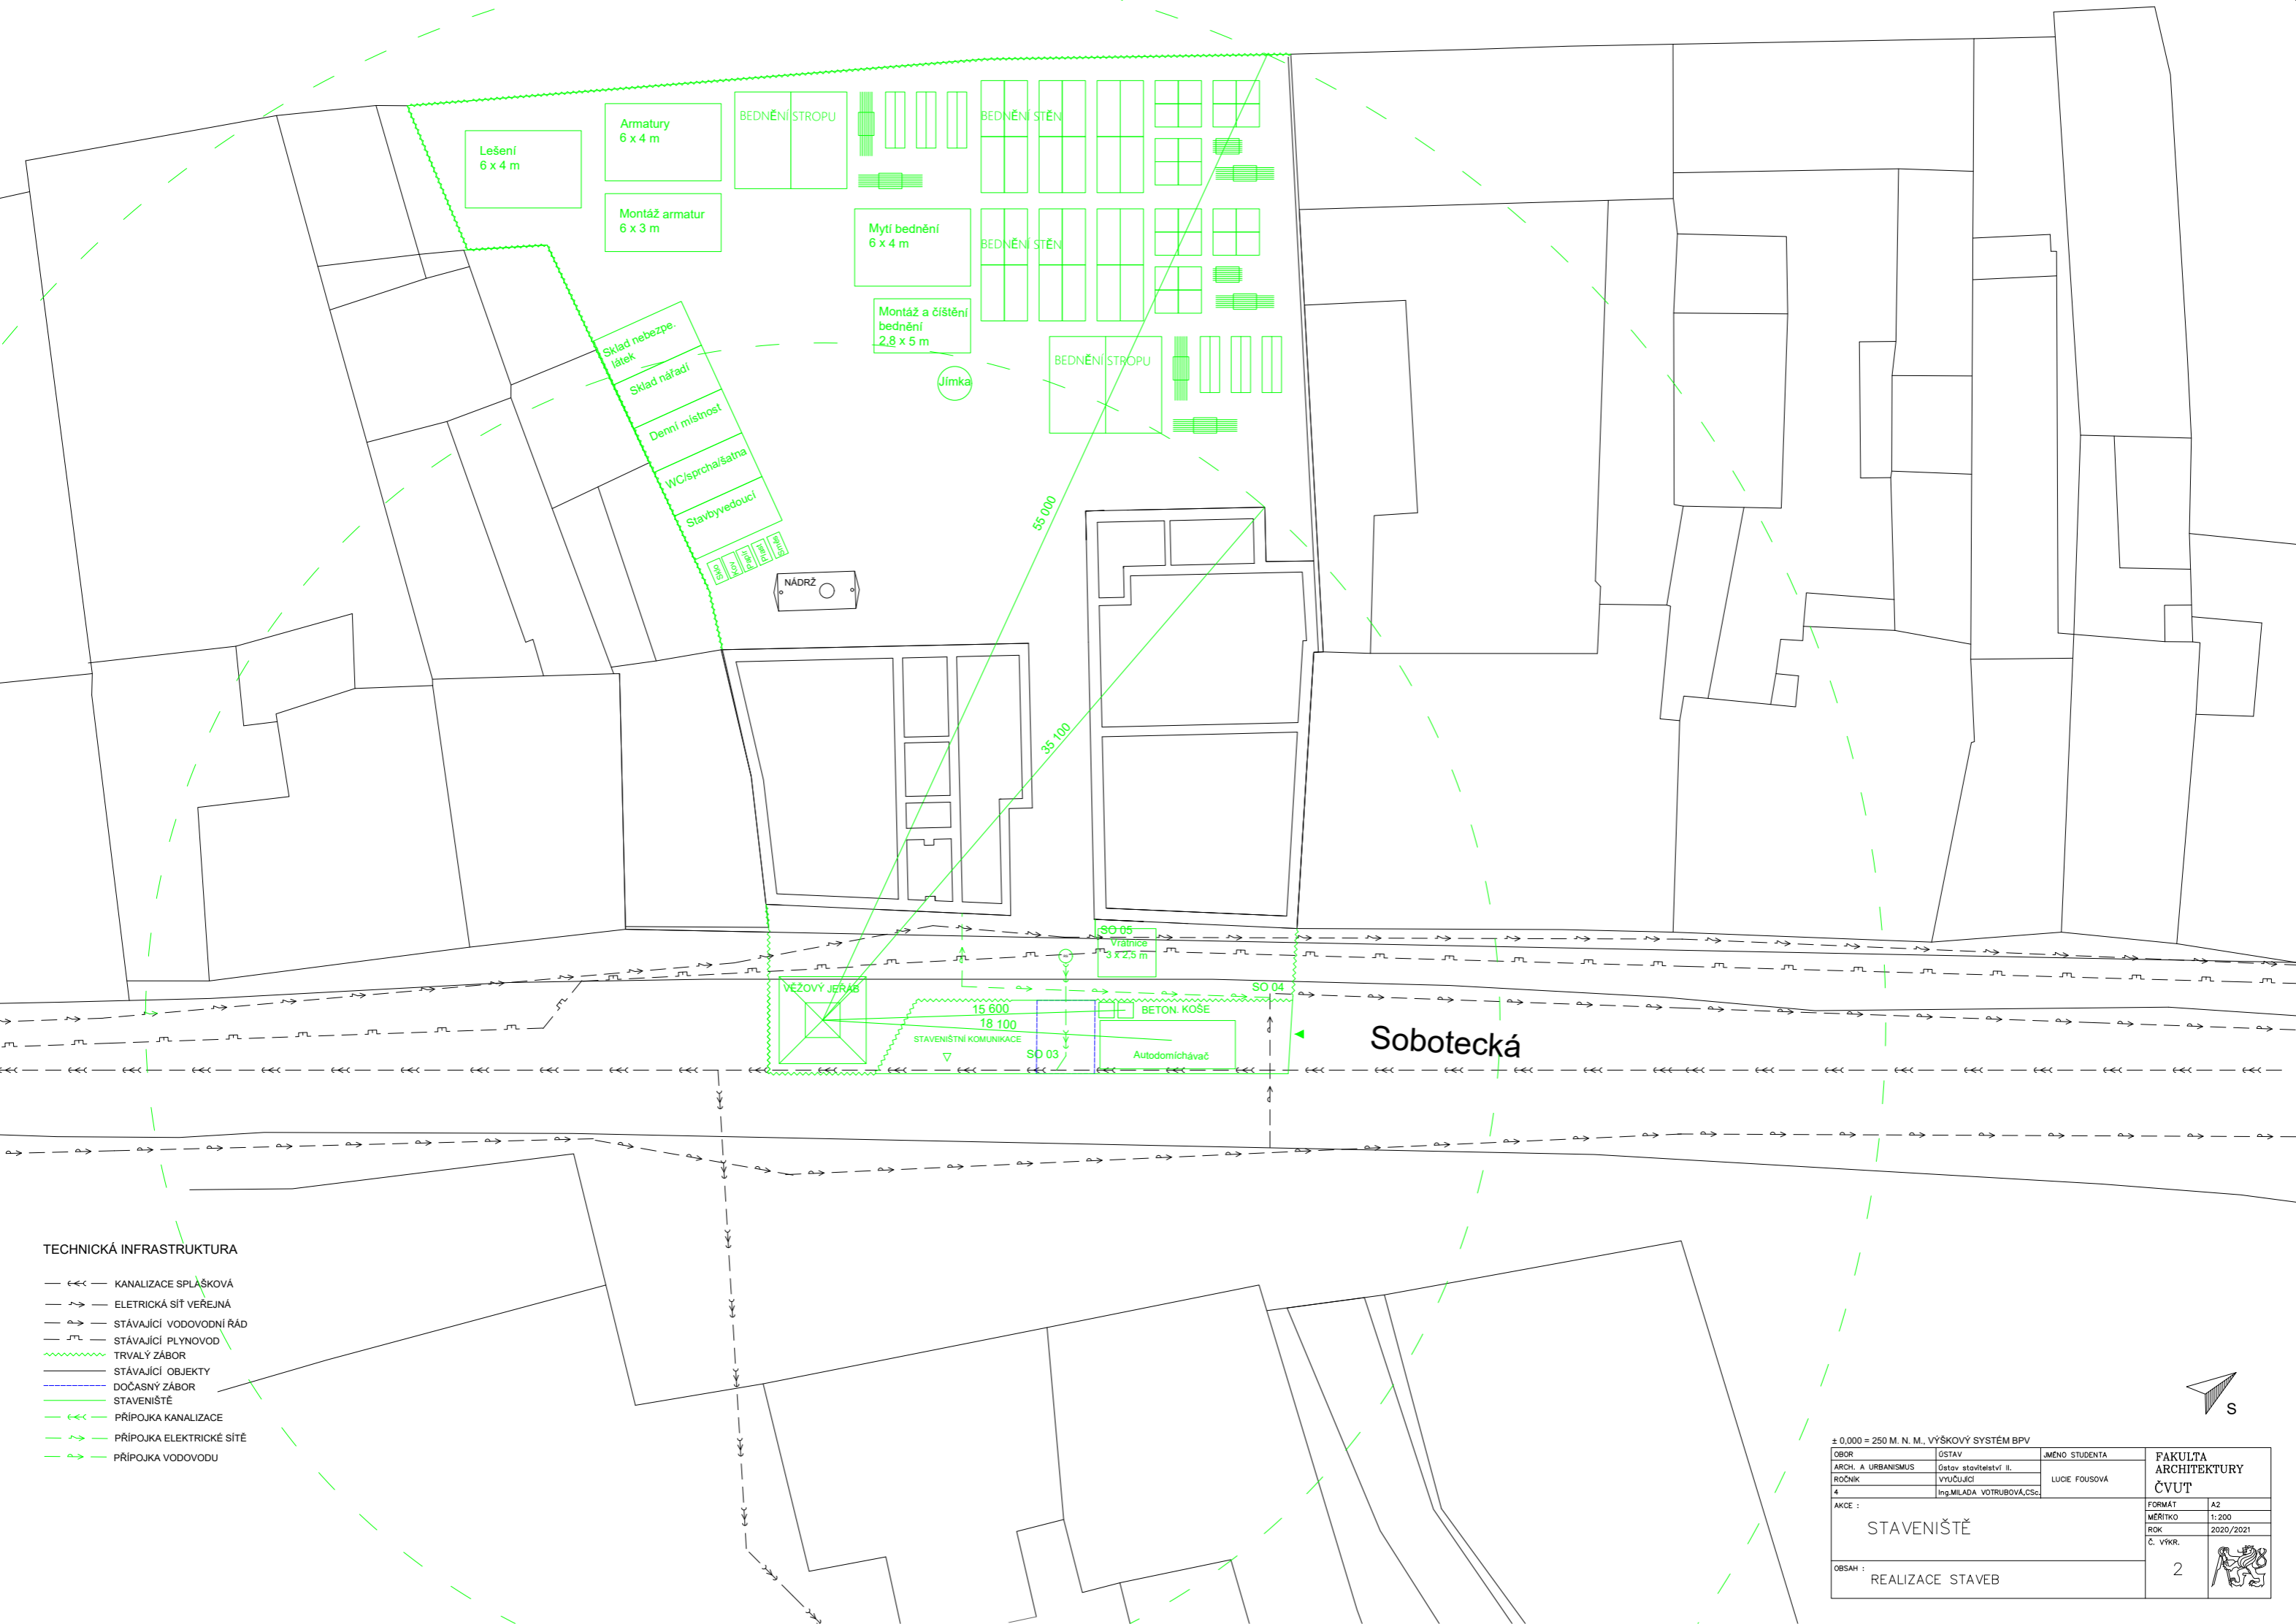 Lešení
6 x 4 m
Armatury
6 x 4 m
BEDNĚNÍ STROPU
BEDNĚNÍ STĚN
Montáž armatur
6 x 3 m
Mytí bednění
6 x 4 m
BEDNĚNÍ STĚN
Montáž a číštění
bednění
2,8 x 5 m
BEDNĚNÍ STROPU
Jímka
Sklad nebezpe.
látek
Sklad nářadí
Denní místnost
WC/sprcha/šatna
Stavbyvedoucí
Sklo
Kov
Papír
Plast
Směs
NÁDRŽ
55 000
35 100
SO 05
Vrátnice
3 x 2,5 m
VĚŽOVÝ JEŘÁB
SO 04
15 600
BETON. KOŠE
18 100
STAVENIŠTNÍ KOMUNIKACE
SO 03
Autodomíchávač
Sobotecká
TECHNICKÁ INFRASTRUKTURA
KANALIZACE SPLAŠKOVÁ
ELETRICKÁ SÍŤ VEŘEJNÁ
STÁVAJÍCÍ VODOVODNÍ ŘÁD
STÁVAJÍCÍ PLYNOVOD
TRVALÝ ZÁBOR
STÁVAJÍCÍ OBJEKTY
DOČASNÝ ZÁBOR
STAVENIŠTĚ
PŘÍPOJKA KANALIZACE
PŘÍPOJKA ELEKTRICKÉ SÍTĚ
PŘÍPOJKA VODOVODU
S
± 0,000 = 250 M. N. M., VÝŠKOVÝ SYSTÉM BPV
OBOR
ÚSTAV
JMÉNO STUDENTA
ARCH. A URBANISMUS
Ústav stavitelství II.
ROČNÍK
VYUČUJÍCÍ
LUCIE FOUSOVÁ
4
Ing.MILADA VOTRUBOVÁ,CSc.
FAKULTA
ARCHITEKTURY
ČVUT
AKCE :
STAVENIŠTĚ
FORMÁT
A2
MĚŘÍTKO
1:200
ROK
2020/2021
Č. VÝKR.
2
OBSAH :
REALIZACE STAVEB